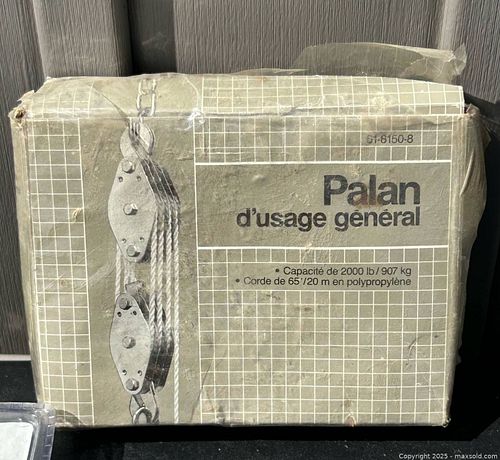 61-6150-8
Palan
d'usage général
• Capacité de 2000 lb/907 kg
• Corde de 65'/20 m en polypropylène
Copyright 2025 - maxsold.com